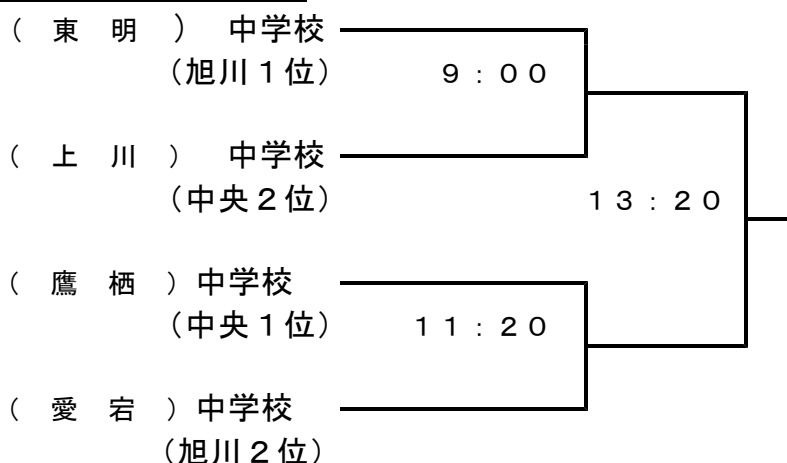 （　東　明　）　中学校
（旭川１位）　９：００
（　上　川　）　中学校
（中央２位）　１３：２０
（　鷹　栖　）中学校
（中央１位）　１１：２０
（　愛　宕　）中学校
（旭川２位）